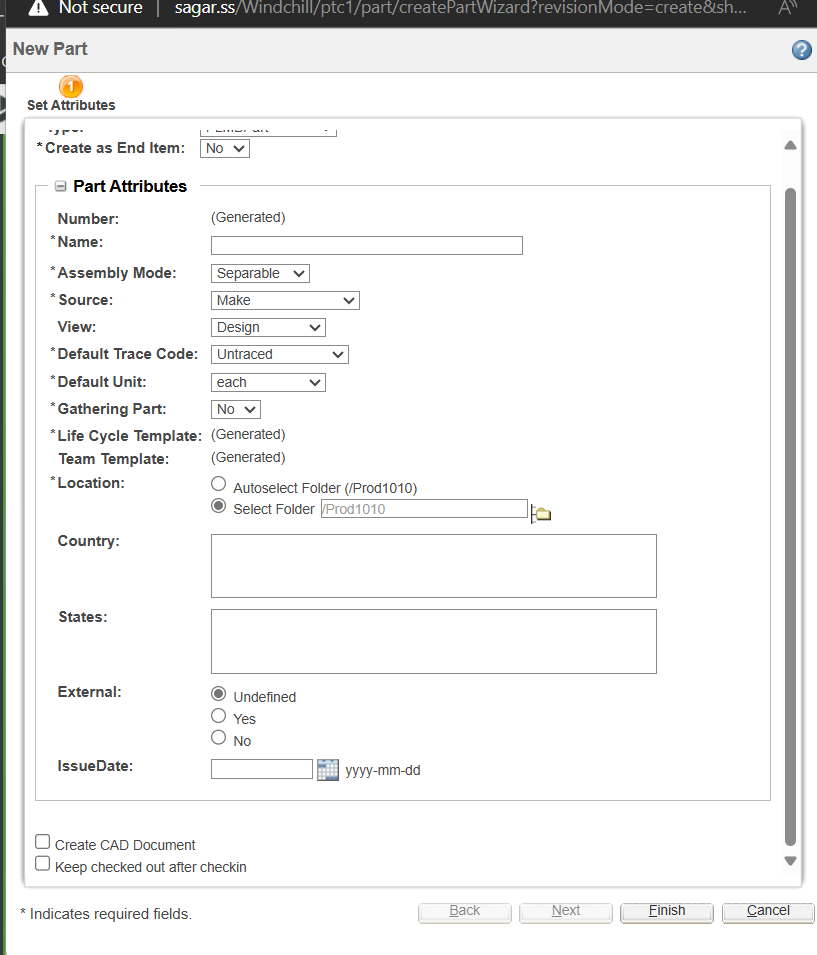 Not secure | sagar.ss/Windchill/ptc1/part/createPartWizard?revisionMode=create&sh...
New Part
1
Set Attributes
* Create as End Item: No
Part Attributes
Number: (Generated)
* Name:
* Assembly Mode: Separable
* Source: Make
View: Design
* Default Trace Code: Untraced
* Default Unit: each
* Gathering Part: No
* Life Cycle Template: (Generated)
Team Template: (Generated)
* Location: Autoselect Folder (/Prod1010)
Select Folder /Prod1010
Country:
States:
External: Undefined
Yes
No
IssueDate: yyyy-mm-dd
Create CAD Document
Keep checked out after checkin
* Indicates required fields. Back Next Finish Cancel